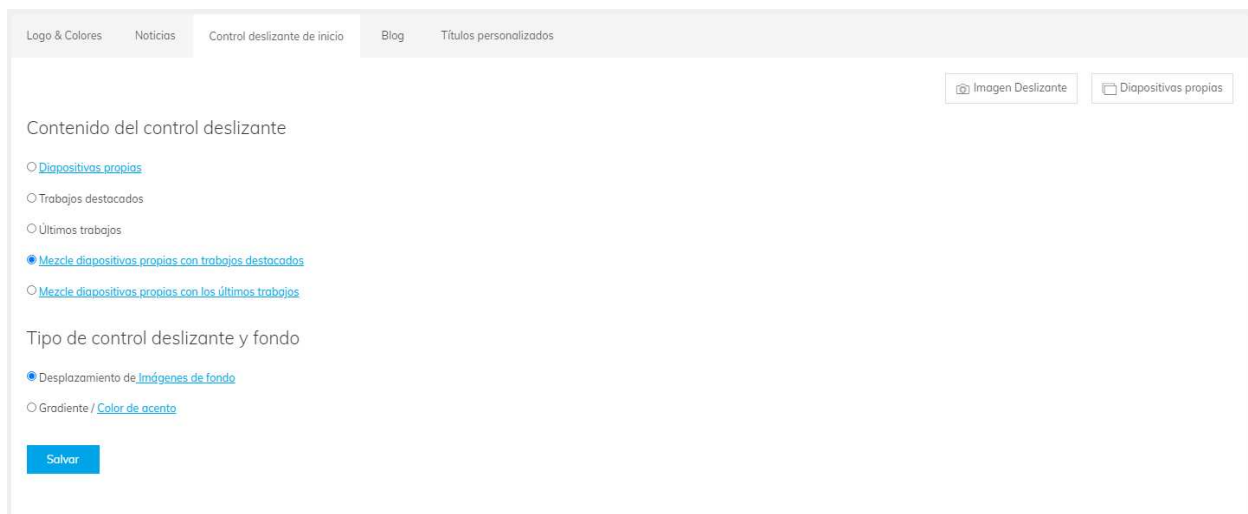 Logo & Colores Noticias Control deslizante de inicio Blog Títulos personalizados
Imagen Deslizante Diapositivas propias
Contenido del control deslizante
Diapositivas propias
Trabajos destacados
Últimos trabajos
Mezcle diapositivas propias con trabajos destacados
Mezcle diapositivas propias con los últimos trabajos
Tipo de control deslizante y fondo
Desplazamiento de Imágenes de fondo
Gradiente / Color de acento
Salvar